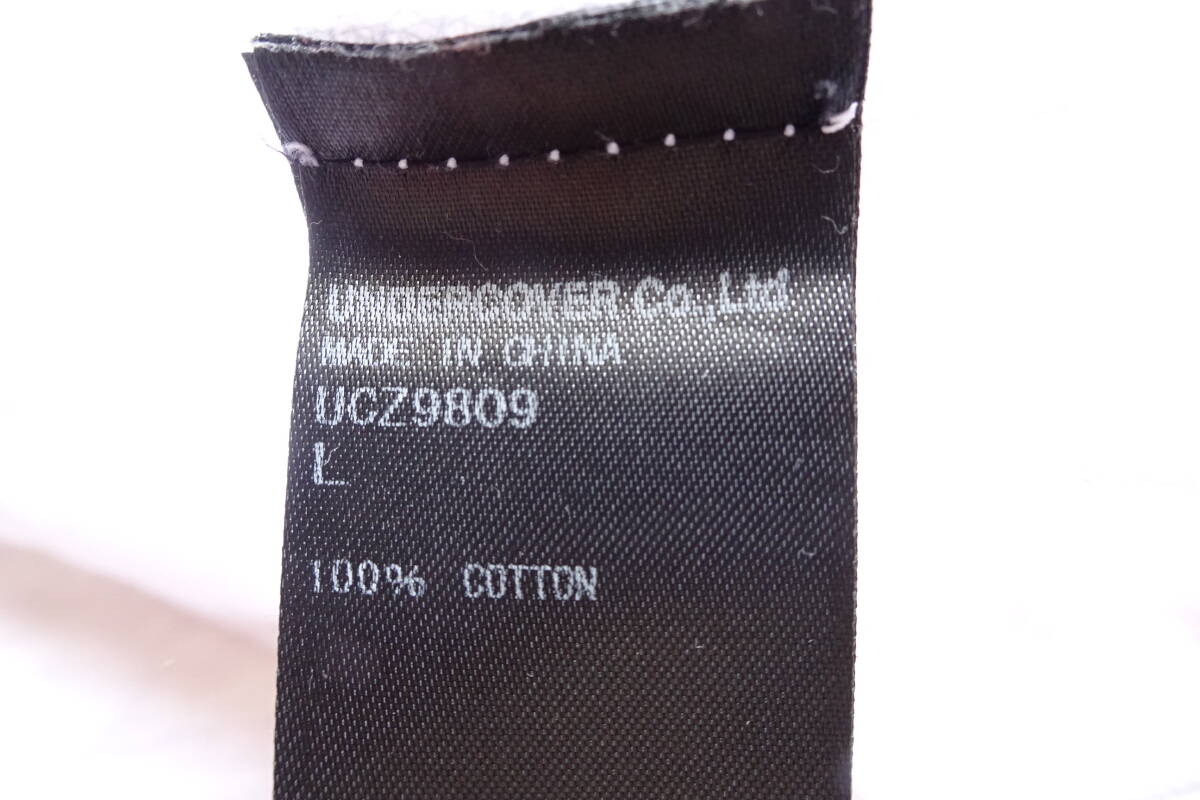 UNDERCOVER Co.,Ltd
MADE IN CHINA
UCZ9809
L
100% COTTON